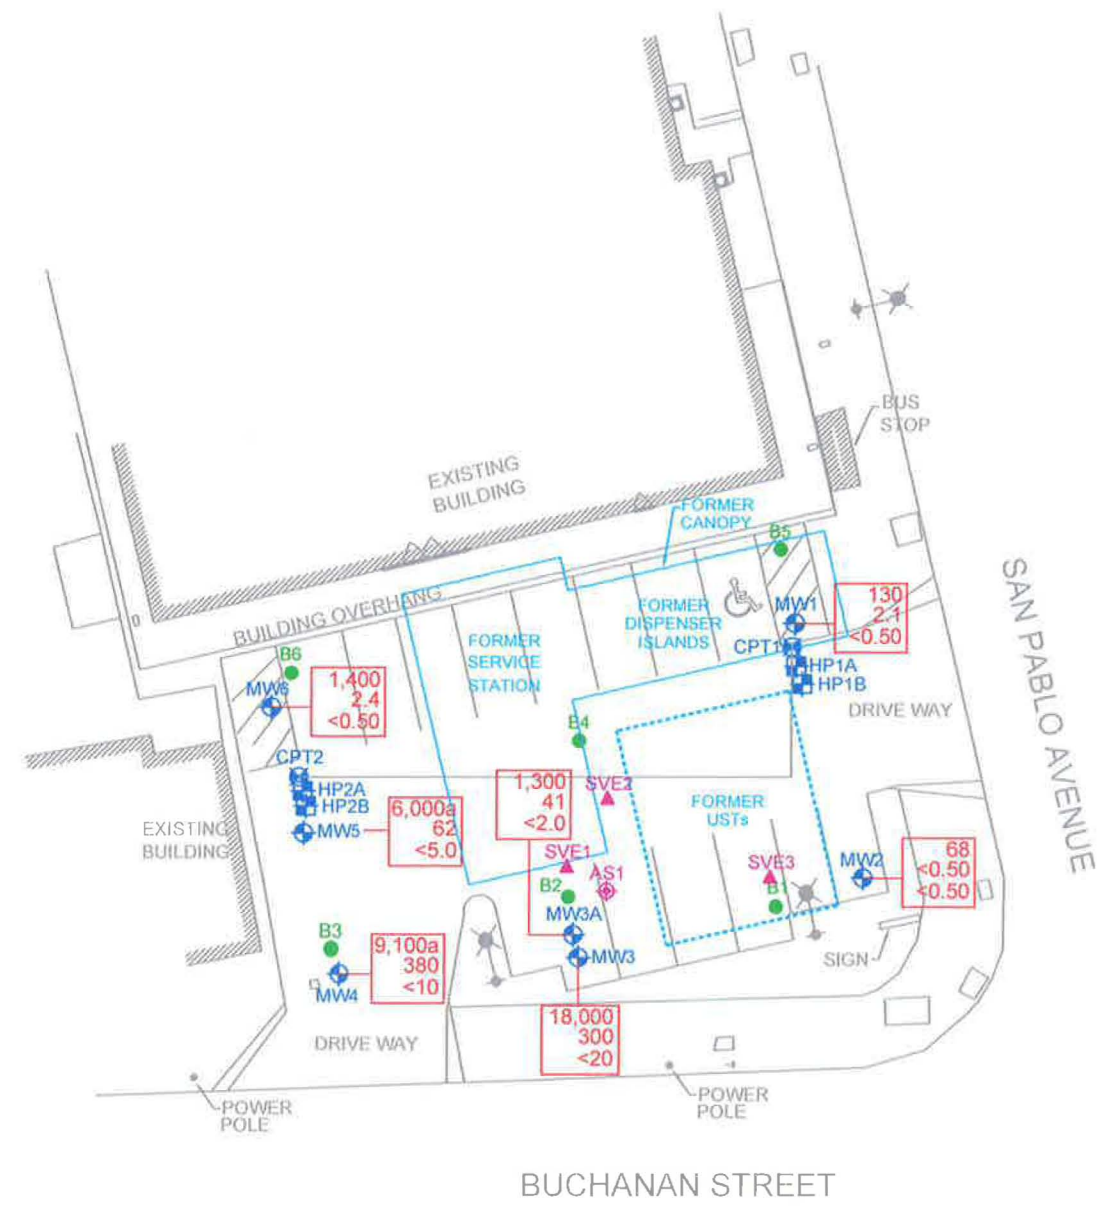 BUS
STOP
EXISTING
BUILDING
FORMER
CANOPY
B5
BUILDING OVERHANG
FORMER
DISPENSER
ISLANDS
MW1
130
2.1
<0.50
CPT1
HP1A
HP1B
DRIVE WAY
SAN PABLO AVENUE
FORMER
SERVICE
STATION
B6
MW6
1,400
2.4
<0.50
B4
CPT2
HP2A
HP2B
MW5
6,000a
62
<5.0
1,300
41
<2.0
SVE2
FORMER
USTs
EXISTING
BUILDING
SVE1
AS1
SVE3
MW2
68
<0.50
<0.50
B2
B1
MW3A
MW3
B3
9,100a
380
<10
MW4
SIGN
18,000
300
<20
DRIVE WAY
POWER
POLE
POWER
POLE
BUCHANAN STREET